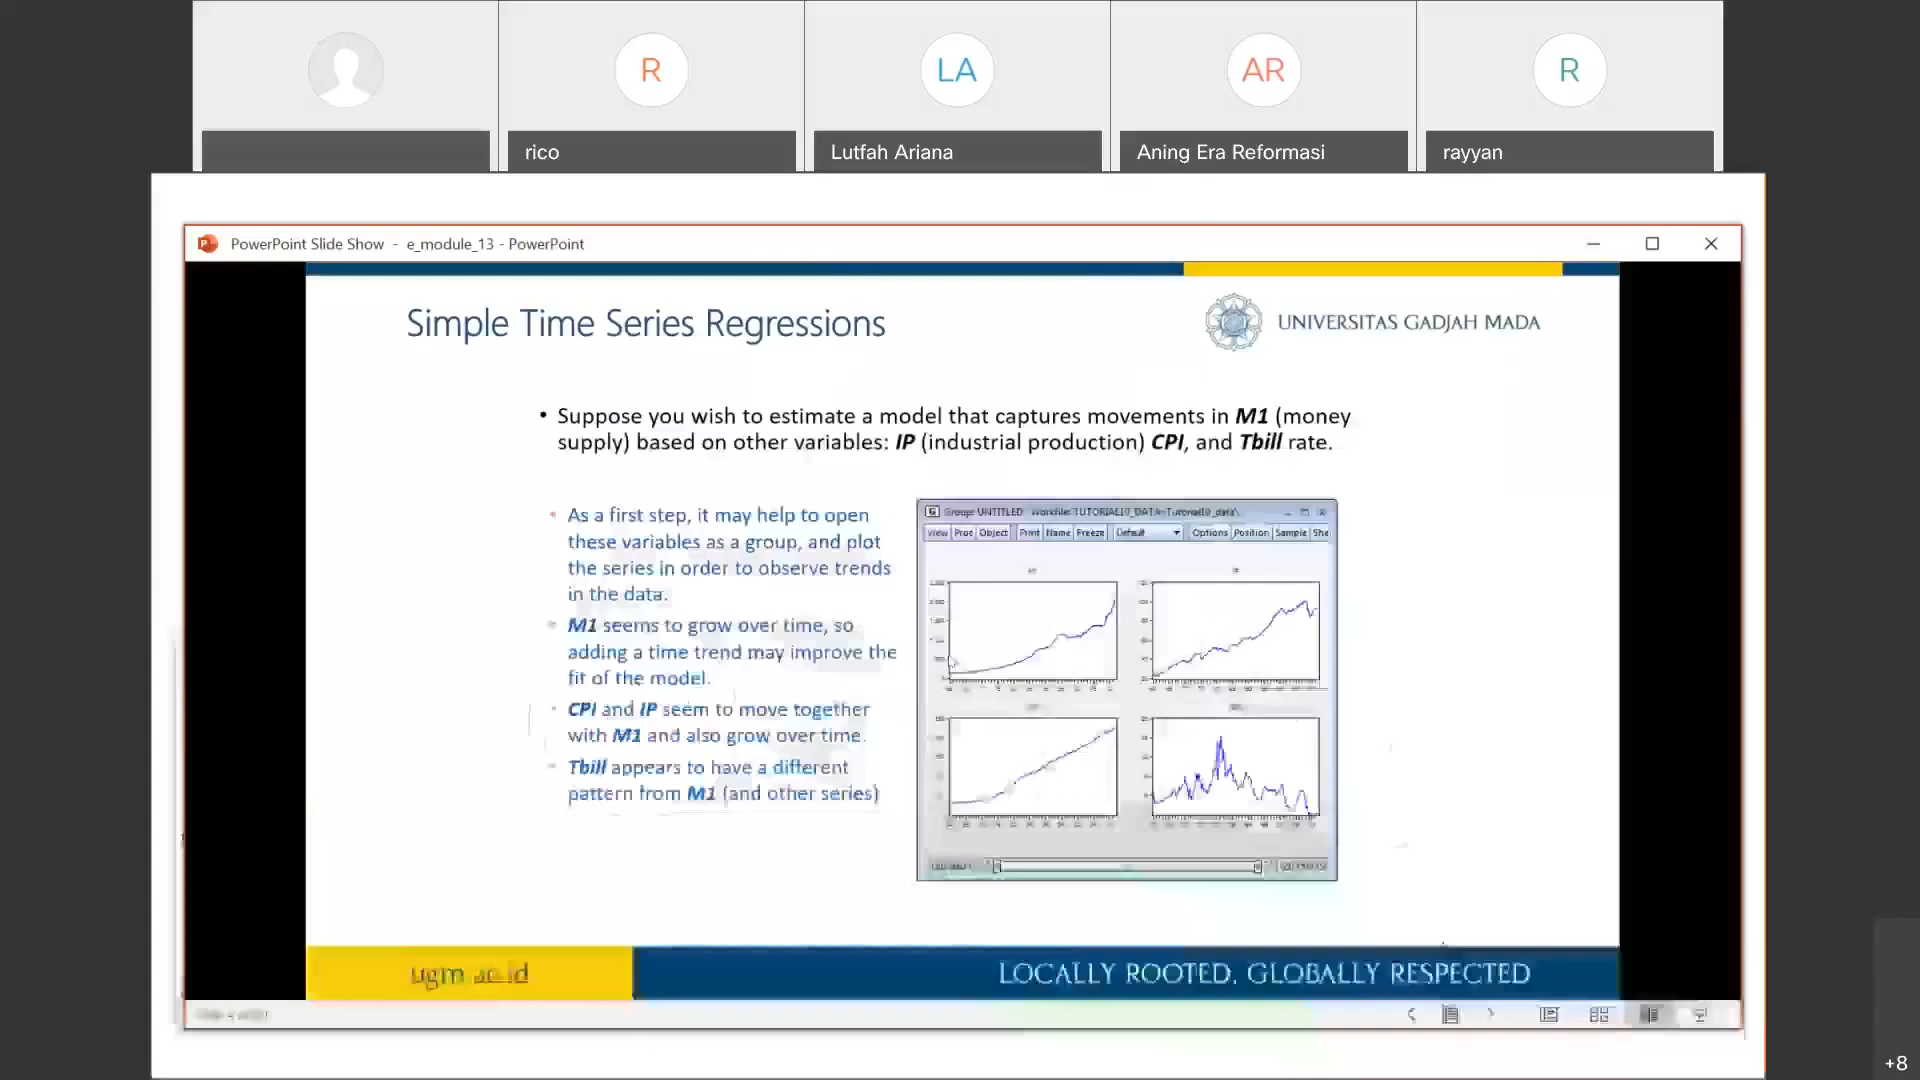 R
LA
AR
R
rico
Lutfah Ariana
Aning Era Reformasi
rayyan
PowerPoint Slide Show - e_module_13 - PowerPoint
Simple Time Series Regressions
UNIVERSITAS GADJAH MADA
• Suppose you wish to estimate a model that captures movements in M1 (money
supply) based on other variables: IP (industrial production) CPI, and Tbill rate.
• As a first step, it may help to open
these variables as a group, and plot
the series in order to observe trends
in the data.
• M1 seems to grow over time, so
adding a time trend may improve the
fit of the model.
• CPI and IP seem to move together
with M1 and also grow over time.
• Tbill appears to have a different
pattern from M1 (and other series)
Group: UNTITLED Workfile: TUTORIAL10_DATA::Tutorial10_data\
View Proc Object Print Name Freeze Default Options Position Sample She
ugm.ac.id
LOCALLY ROOTED, GLOBALLY RESPECTED
+8